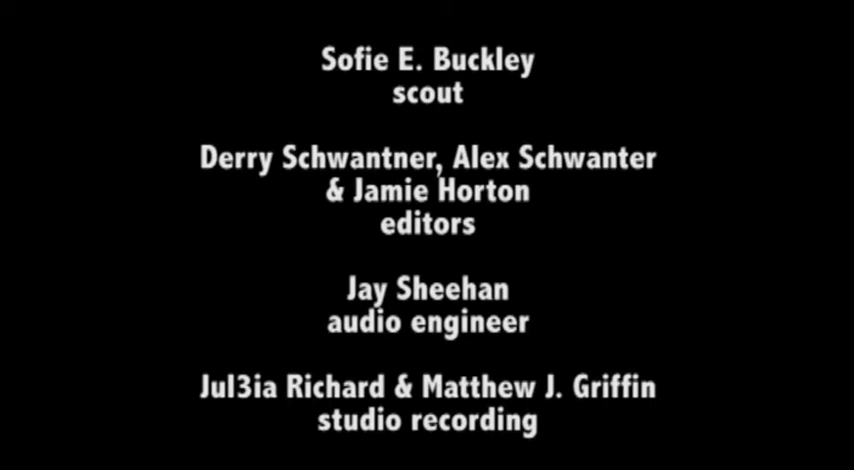 Sofie E. Buckley
scout
Derry Schwantner, Alex Schwanter
& Jamie Horton
editors
Jay Sheehan
audio engineer
Jul3ia Richard & Matthew J. Griffin
studio recording